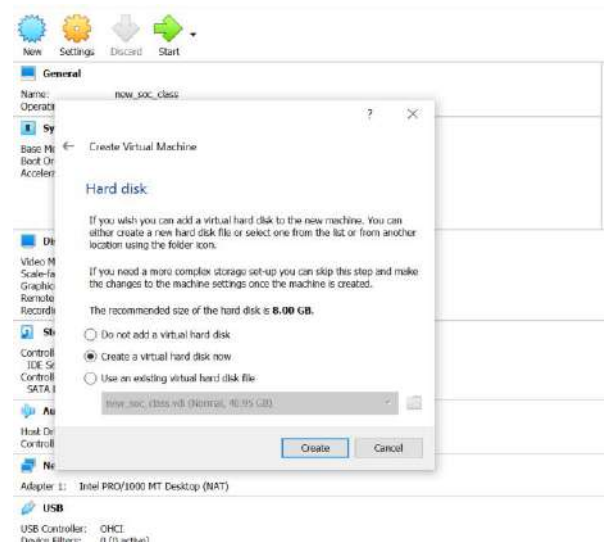 New Settings Discard Start
General
Name: now_soc_class
Operati
Sy
Base Me
Boot Or
Acceler
? ×
← Create Virtual Machine
Hard disk
If you wish you can add a virtual hard disk to the new machine. You can
either create a new hard disk file or select one from the list or from another
location using the folder icon.
If you need a more complex storage set-up you can skip this step and make
the changes to the machine settings once the machine is created.
The recommended size of the hard disk is 8.00 GB.
Do not add a virtual hard disk
Create a virtual hard disk now
Use an existing virtual hard disk file
Create Cancel
Di
Video M
Scale-fa
Graphic
Remote
Recordi
St
Controll
IDE Se
Controll
SATA
Au
Host Dr
Controll
Ne
Adapter 1: Intel PRO/1000 MT Desktop (NAT)
USB
USB Controller: OHCI
Device Filters: 0 (0 active)